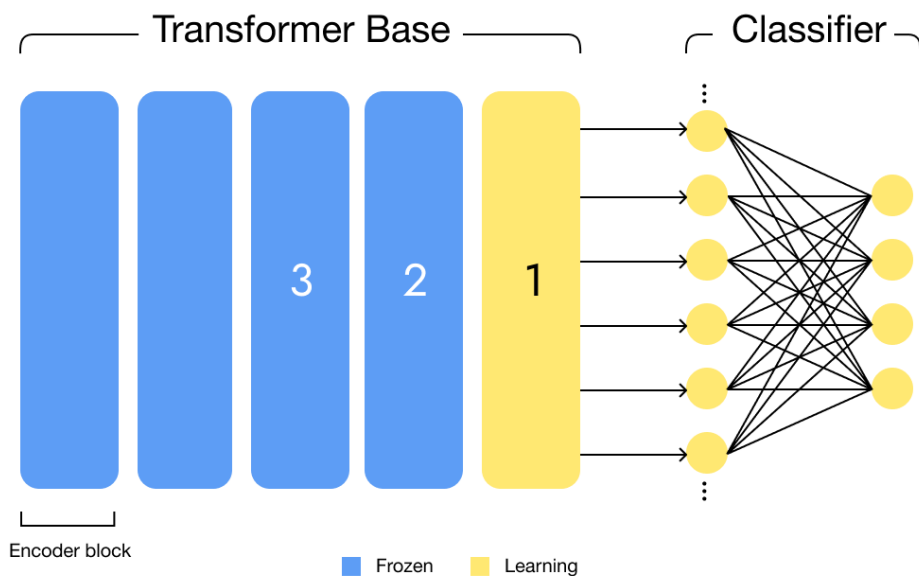 Transformer Base
Classifier
3
2
1
Encoder block
Frozen
Learning